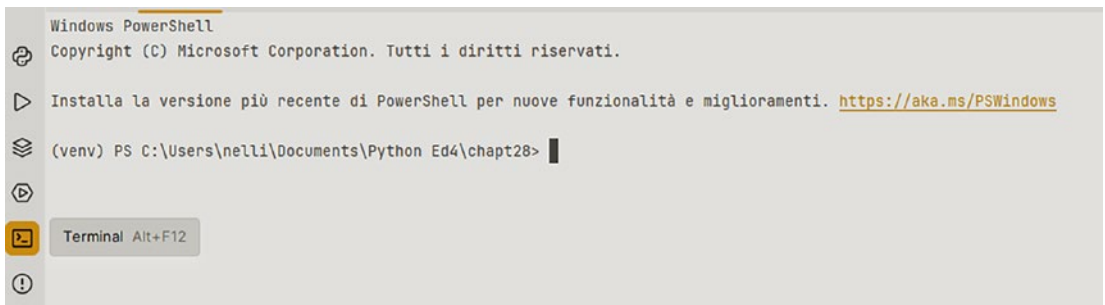 Windows PowerShell
Copyright (C) Microsoft Corporation. Tutti i diritti riservati.
Installa la versione più recente di PowerShell per nuove funzionalità e miglioramenti. https://aka.ms/PSWindows
(venv) PS C:\Users\nelli\Documents\Python Ed4\chapt28>
Terminal Alt+F12